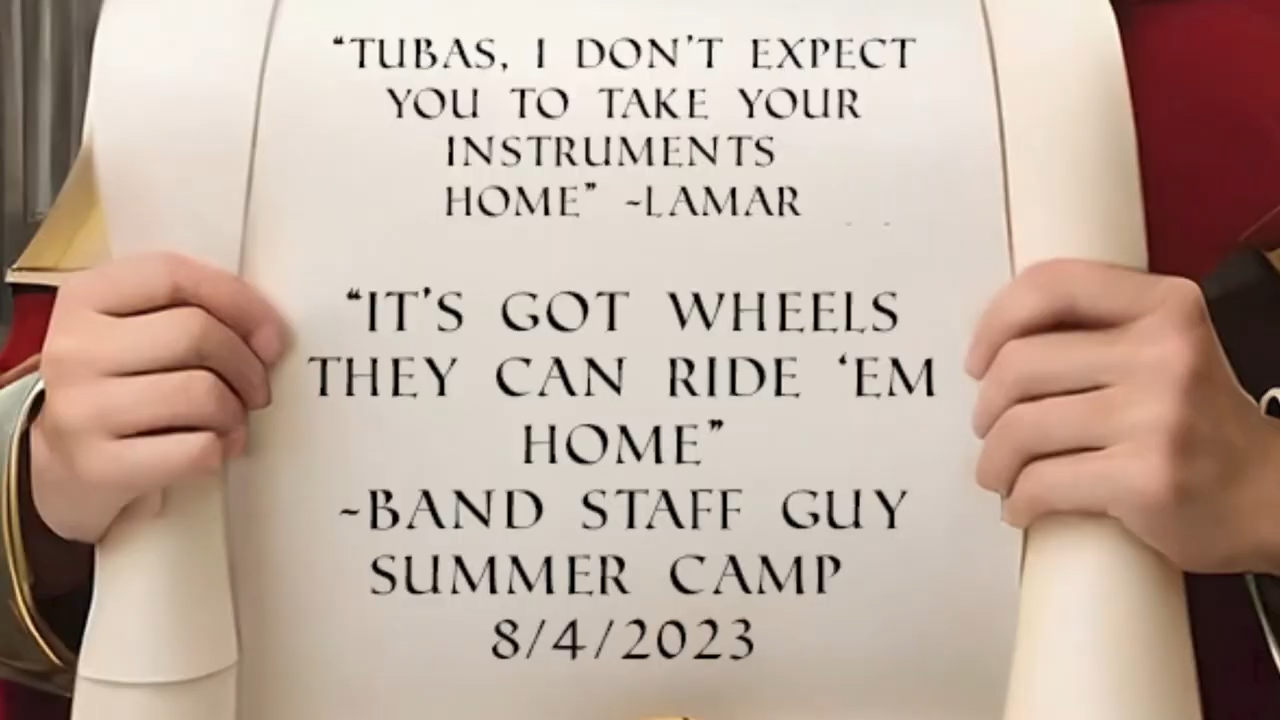 “TUBAS, I DON’T EXPECT
YOU TO TAKE YOUR
INSTRUMENTS
HOME” ~LAMAR
“IT’S GOT WHEELS
THEY CAN RIDE ‘EM
HOME”
~BAND STAFF GUY
SUMMER CAMP
8/4/2023